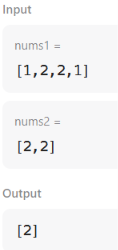 Input
nums1 =
[1,2,2,1]
nums2 =
[2,2]
Output
[2]